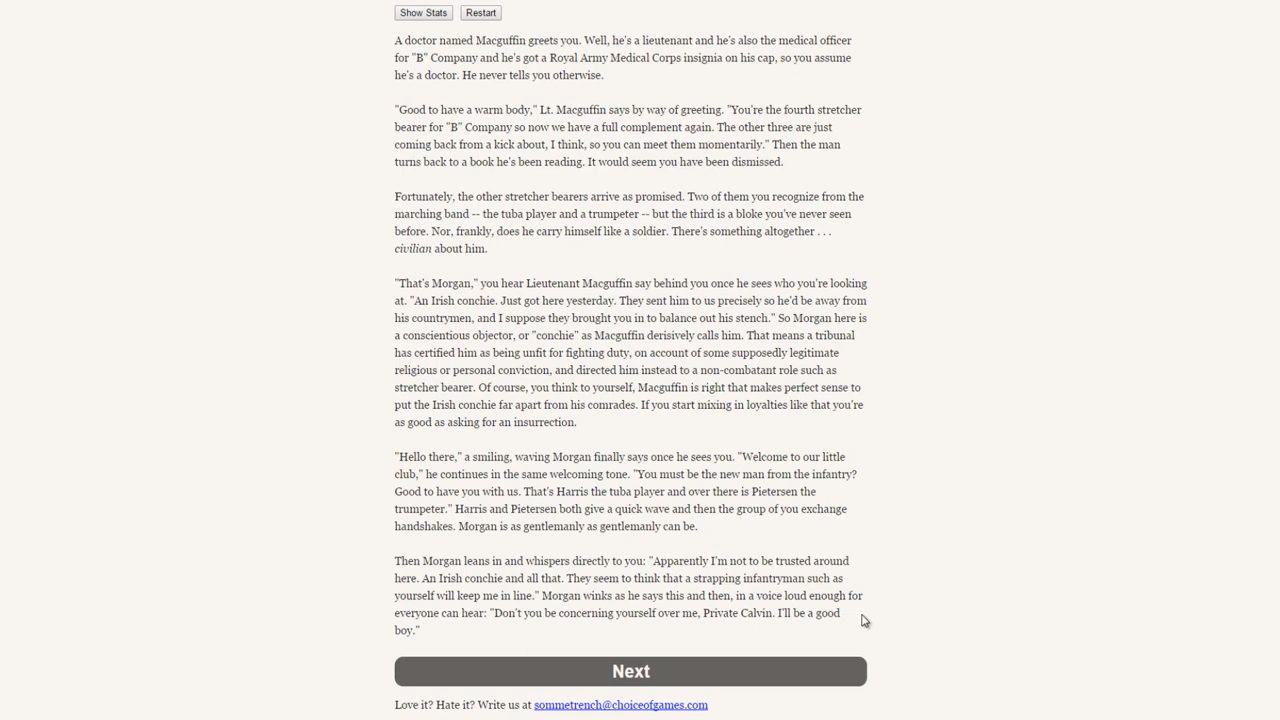 Show Stats Restart
A doctor named Macguffin greets you. Well, he's a lieutenant and he's also the medical officer
for "B" Company and he's got a Royal Army Medical Corps insignia on his cap, so you assume
he's a doctor. He never tells you otherwise.
"Good to have a warm body," Lt. Macguffin says by way of greeting. "You're the fourth stretcher
bearer for "B" Company so now we have a full complement again. The other three are just
coming back from a kick about, I think, so you can meet them momentarily." Then the man
turns back to a book he's been reading. It would seem you have been dismissed.
Fortunately, the other stretcher bearers arrive as promised. Two of them you recognize from the
marching band -- the tuba player and a trumpeter -- but the third is a bloke you've never seen
before. Nor, frankly, does he carry himself like a soldier. There's something altogether . . .
civilian about him.
"That's Morgan," you hear Lieutenant Macguffin say behind you once he sees who you're looking
at. "An Irish conchie. Just got here yesterday. They sent him to us precisely so he'd be away from
his countrymen, and I suppose they brought you in to balance out his stench." So Morgan here is
a conscientious objector, or "conchie" as Macguffin derisively calls him. That means a tribunal
has certified him as being unfit for fighting duty, on account of some supposedly legitimate
religious or personal conviction, and directed him instead to a non-combatant role such as
stretcher bearer. Of course, you think to yourself, Macguffin is right that makes perfect sense to
put the Irish conchie far apart from his comrades. If you start mixing in loyalties like that you're
as good as asking for an insurrection.
"Hello there," a smiling, waving Morgan finally says once he sees you. "Welcome to our little
club," he continues in the same welcoming tone. "You must be the new man from the infantry?
Good to have you with us. That's Harris the tuba player and over there is Pietersen the
trumpeter." Harris and Pietersen both give a quick wave and then the group of you exchange
handshakes. Morgan is as gentlemanly as gentlemanly can be.
Then Morgan leans in and whispers directly to you: "Apparently I'm not to be trusted around
here. An Irish conchie and all that. They seem to think that a strapping infantryman such as
yourself will keep me in line." Morgan winks as he says this and then, in a voice loud enough for
everyone can hear: "Don't you be concerning yourself over me, Private Calvin. I'll be a good
boy."
Next
Love it? Hate it? Write us at sommetrench@choiceofgames.com